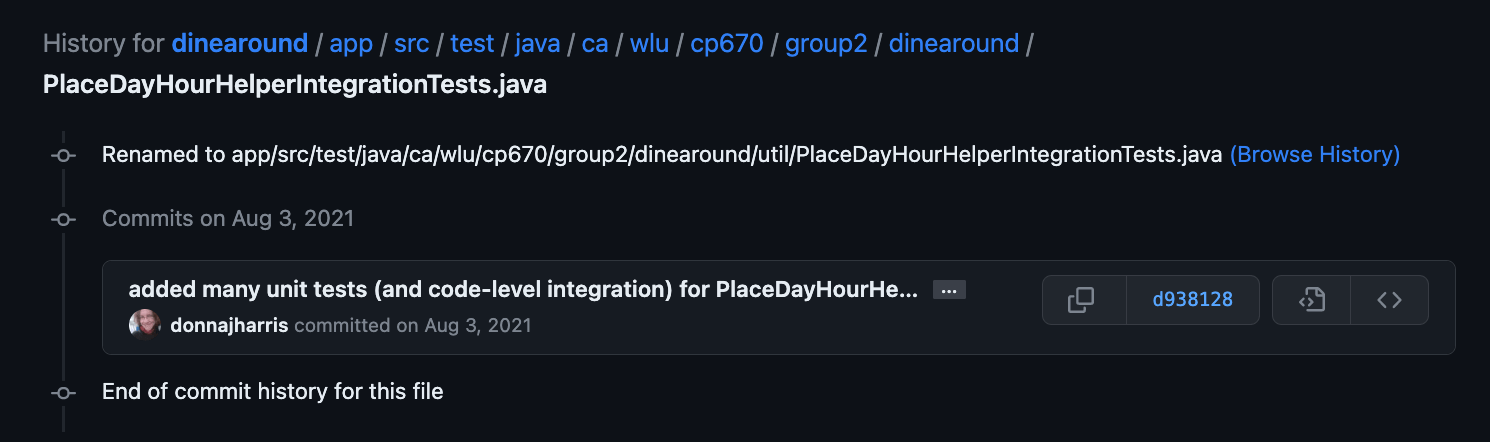 History for dinearound / app / src / test / java / ca / wlu / cp670 / group2 / dinearound /
PlaceDayHourHelperIntegrationTests.java
Renamed to app/src/test/java/ca/wlu/cp670/group2/dinearound/util/PlaceDayHourHelperIntegrationTests.java (Browse History)
Commits on Aug 3, 2021
added many unit tests (and code-level integration) for PlaceDayHourHe... ...
d938128
donnajharris committed on Aug 3, 2021
End of commit history for this file